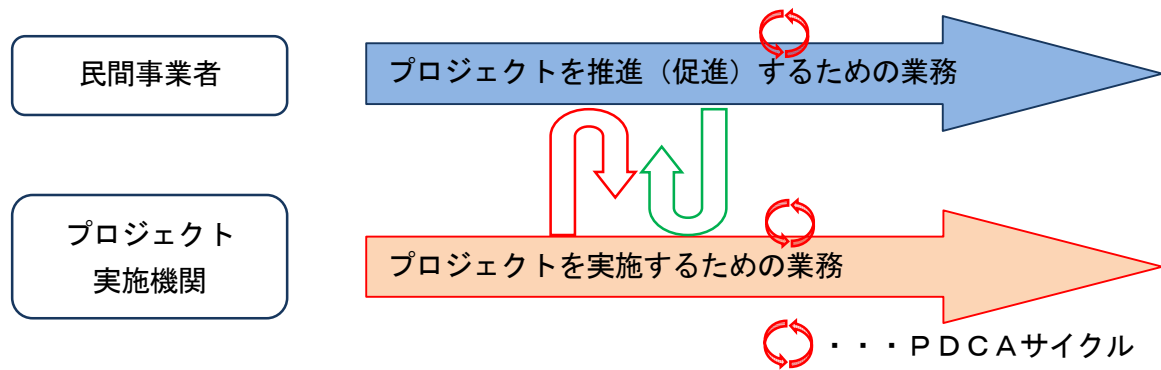 民間事業者
プロジェクトを推進（促進）するための業務
プロジェクト
実施機関
プロジェクトを実施するための業務
・・・ＰＤＣＡサイクル